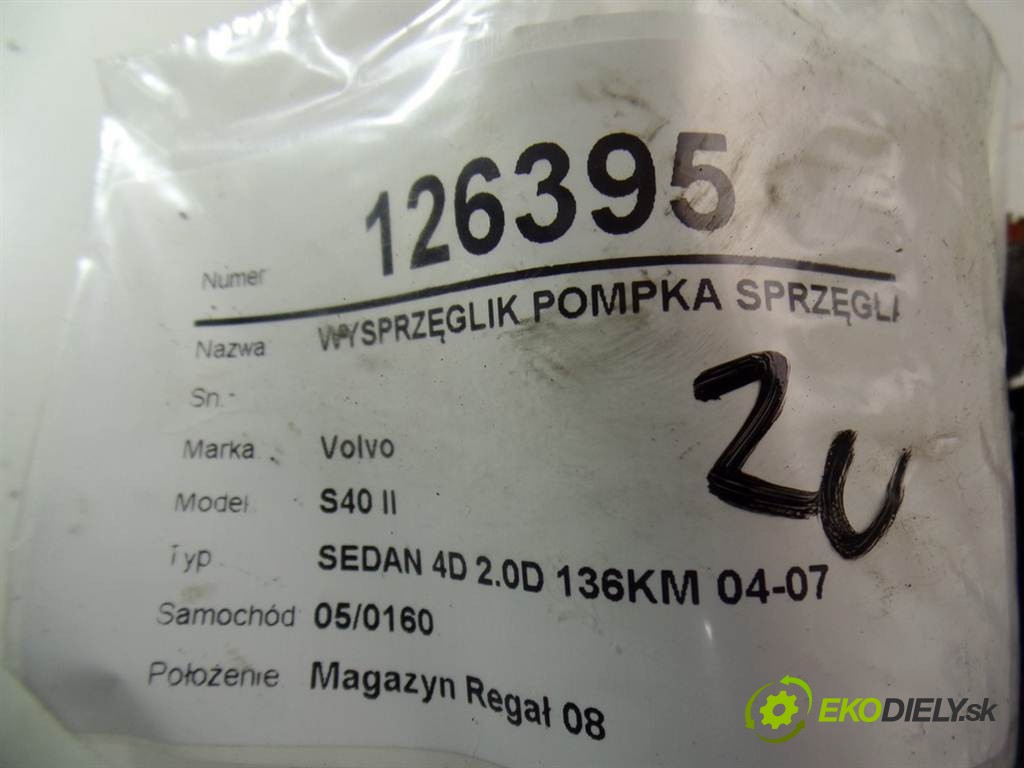 Numer 126395
Nazwa WYSPRZĘGLIK POMPKA SPRZĘGŁA
Sn.
Marka Volvo
Model S40 II
Typ SEDAN 4D 2.0D 136KM 04-07
Samochód 05/0160
Położenie Magazyn Regał 08
ZU
EKODIELY.sk